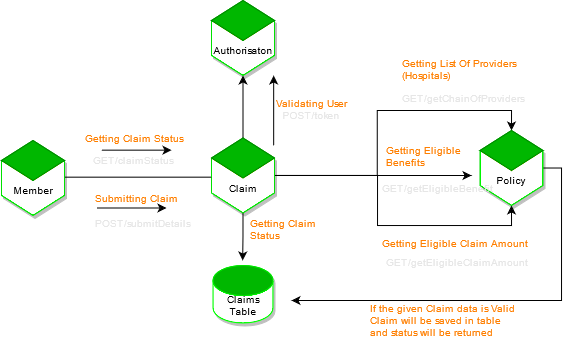 Authorisaton
Getting List Of Providers
(Hospitals)
GET/getChainOfProviders
Validating User
POST/token
Getting Claim Status
GET/claimStatus
Getting Eligible
Benefits
Member
Claim
Policy
GET/getEligibleBenefit
Submitting Claim
POST/submitDetails
Getting Claim
Status
Getting Eligible Claim Amount
GET/getEligibleClaimAmount
Claims
Table
If the given Claim data is Valid
Claim will be saved in table
and status will be returned